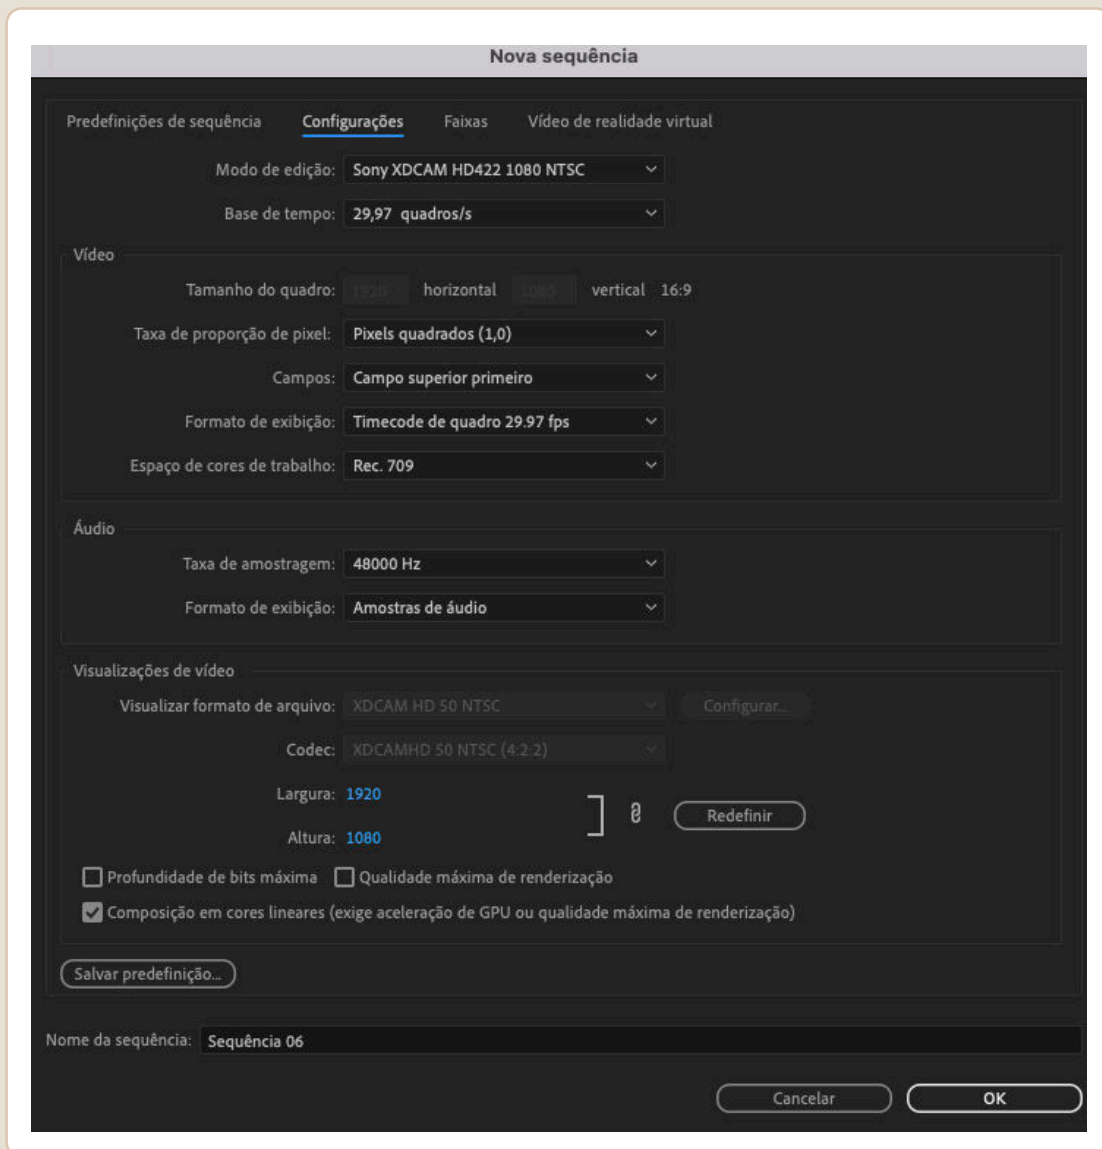 Nova sequência
Predefinições de sequência Configurações Faixas Vídeo de realidade virtual
Modo de edição: Sony XDCAM HD422 1080 NTSC
Base de tempo: 29,97 quadros/s
Vídeo
Tamanho do quadro: 1920 horizontal 1080 vertical 16:9
Taxa de proporção de pixel: Pixels quadrados (1,0)
Campos: Campo superior primeiro
Formato de exibição: Timecode de quadro 29.97 fps
Espaço de cores de trabalho: Rec. 709
Áudio
Taxa de amostragem: 48000 Hz
Formato de exibição: Amostras de áudio
Visualizações de vídeo
Visualizar formato de arquivo: XDCAM HD 50 NTSC Configurar...
Codec: XDCAMHD 50 NTSC (4:2:2)
Largura: 1920
Redefinir
Altura: 1080
Profundidade de bits máxima Qualidade máxima de renderização
Composição em cores lineares (exige aceleração de GPU ou qualidade máxima de renderização)
Salvar predefinição...
Nome da sequência: Sequência 06
Cancelar OK